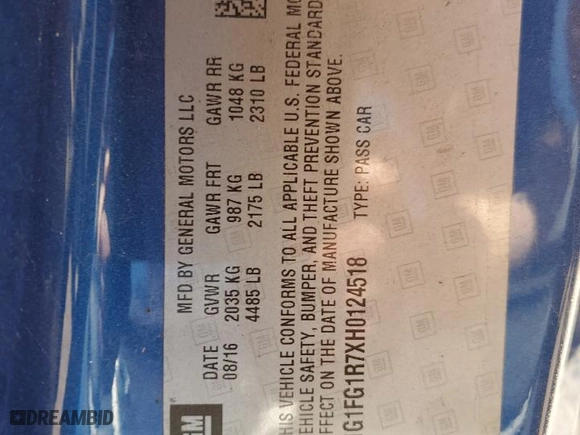 MFD BY GENERAL MOTORS LLC
DATE GVWR GAWR FRT GAWR RR
08/16 2035 KG 987 KG 1048 KG
4485 LB 2175 LB 2310 LB
GM
HIS VEHICLE CONFORMS TO ALL APPLICABLE U.S. FEDERAL
EHICLE SAFETY, BUMPER, AND THEFT PREVENTION STANDARD
EFFECT ON THE DATE OF MANUFACTURE SHOWN ABOVE.
G1FG1R7XH0124518 TYPE: PASS CAR
DREAMBID